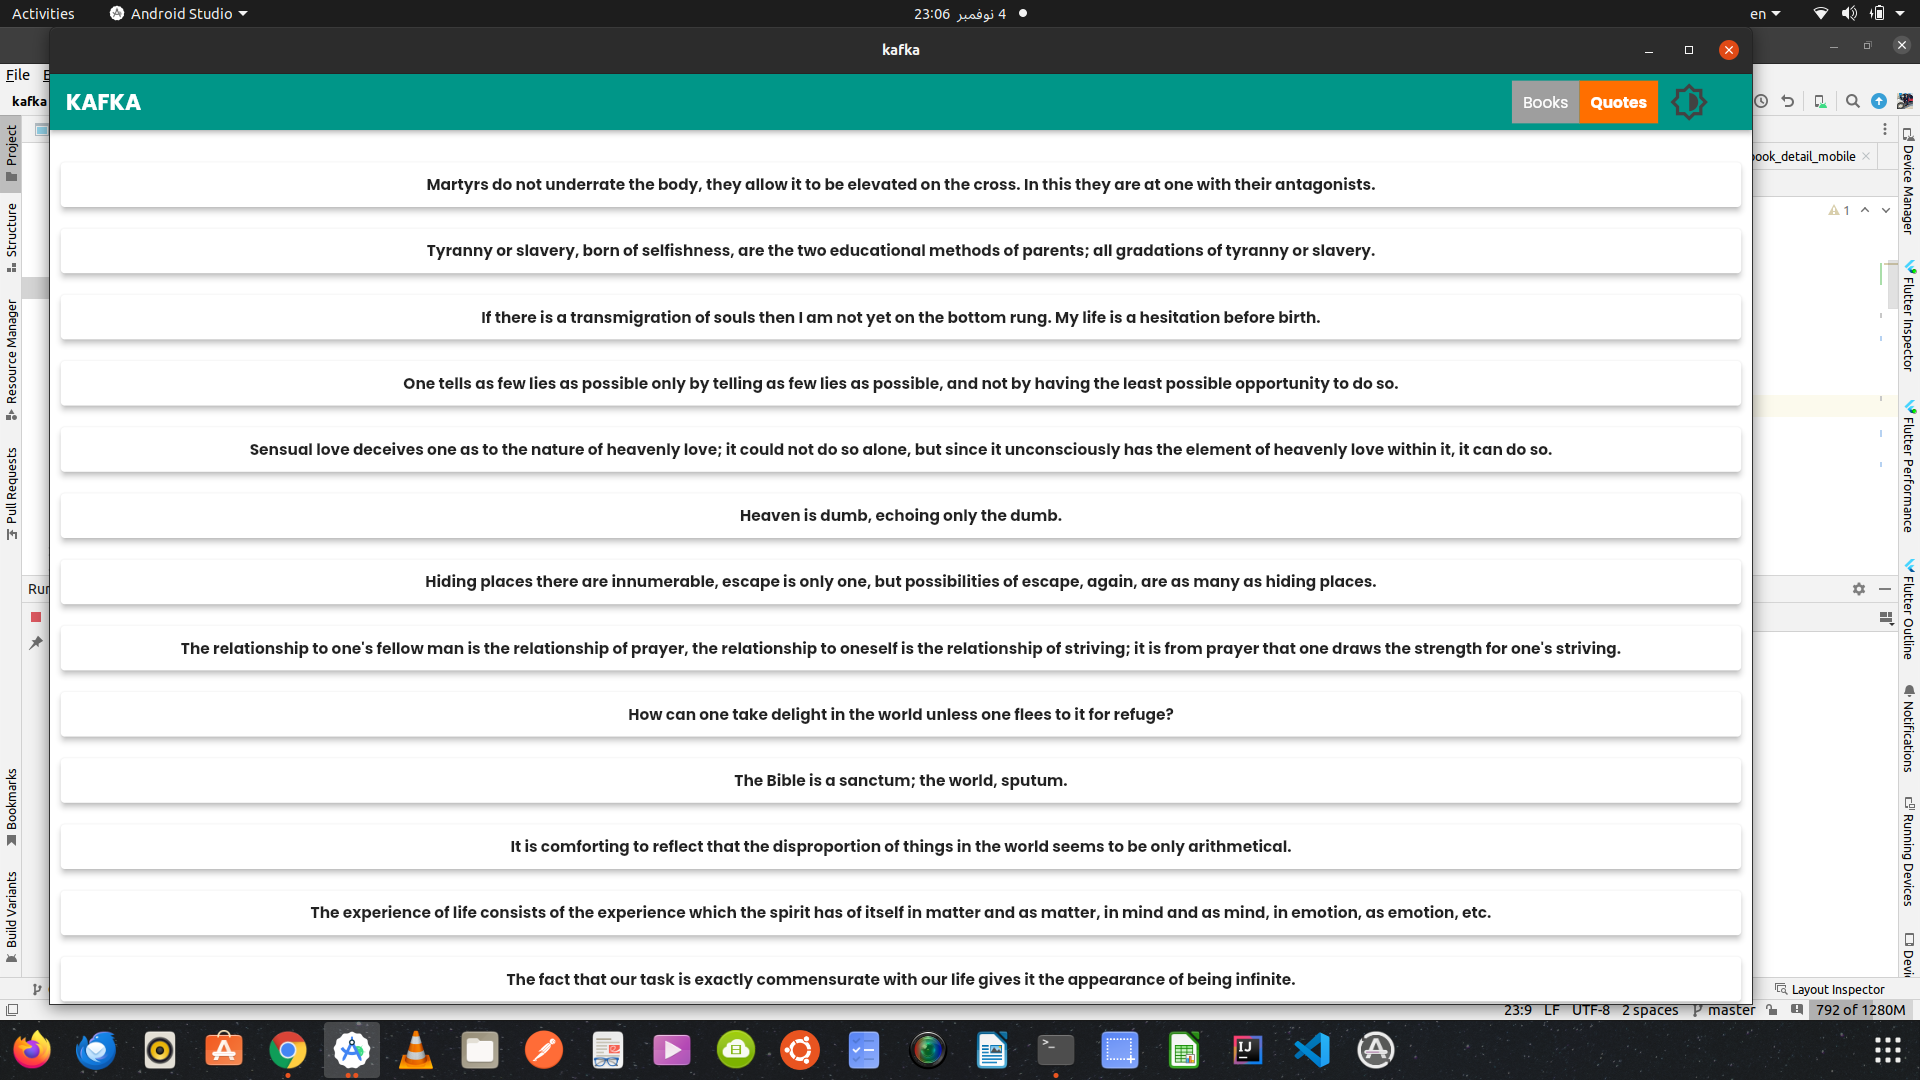 Activities
Android Studio
23:06 4 نوفمبر
en
kafka
File
kafka
KAFKA
Books
Quotes
Martyrs do not underrate the body, they allow it to be elevated on the cross. In this they are at one with their antagonists.
Tyranny or slavery, born of selfishness, are the two educational methods of parents; all gradations of tyranny or slavery.
If there is a transmigration of souls then I am not yet on the bottom rung. My life is a hesitation before birth.
One tells as few lies as possible only by telling as few lies as possible, and not by having the least possible opportunity to do so.
Sensual love deceives one as to the nature of heavenly love; it could not do so alone, but since it unconsciously has the element of heavenly love within it, it can do so.
Heaven is dumb, echoing only the dumb.
Hiding places there are innumerable, escape is only one, but possibilities of escape, again, are as many as hiding places.
The relationship to one's fellow man is the relationship of prayer, the relationship to oneself is the relationship of striving; it is from prayer that one draws the strength for one's striving.
How can one take delight in the world unless one flees to it for refuge?
The Bible is a sanctum; the world, sputum.
It is comforting to reflect that the disproportion of things in the world seems to be only arithmetical.
The experience of life consists of the experience which the spirit has of itself in matter and as matter, in mind and as mind, in emotion, as emotion, etc.
The fact that our task is exactly commensurate with our life gives it the appearance of being infinite.
Project
Structure
Resource Manager
Pull Requests
Bookmarks
Build Variants
Run
book_detail_mobile
1
Device Manager
Flutter Inspector
Flutter Performance
Flutter Outline
Notifications
Running Devices
Devi
Layout Inspector
23:9 LF UTF-8 2 spaces master 792 of 1280M